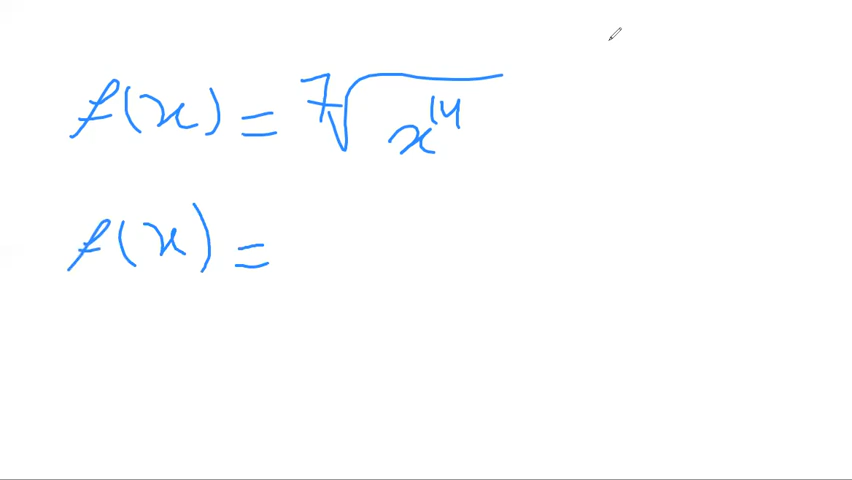 f(x) = ⁷√x¹⁴
f(x) =